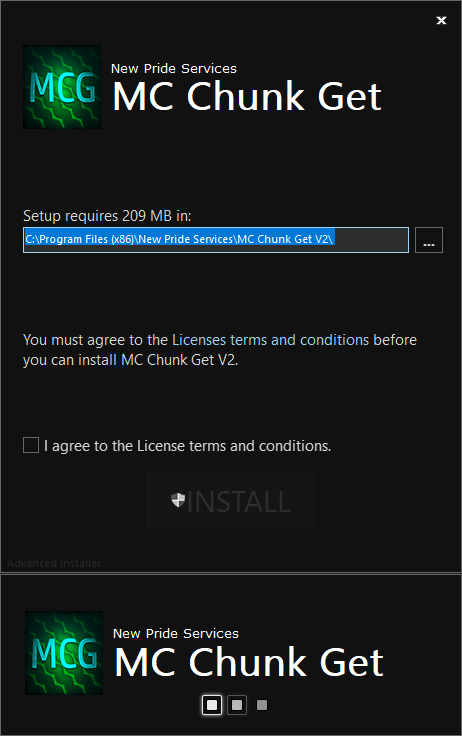 New Pride Services
MCG
MC Chunk Get
Setup requires 209 MB in:
C:\Program Files (x86)\New Pride Services\MC Chunk Get V2\
...
You must agree to the Licenses terms and conditions before
you can install MC Chunk Get V2.
I agree to the License terms and conditions.
INSTALL
Advanced Installer
New Pride Services
MCG
MC Chunk Get